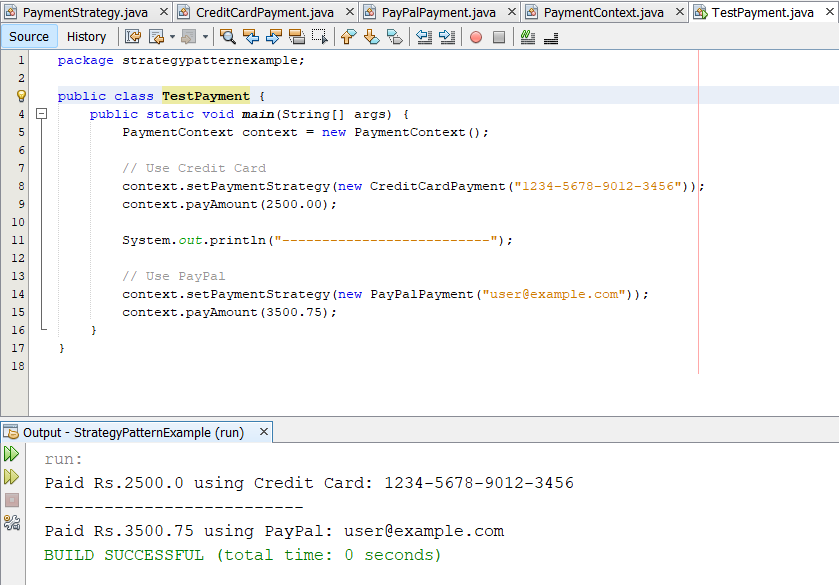 PaymentStrategy.java CreditCardPayment.java PayPalPayment.java PaymentContext.java TestPayment.java
Source History
1 package strategypatternexample;
2
public class TestPayment {
4 public static void main(String[] args) {
5 PaymentContext context = new PaymentContext();
6
7 // Use Credit Card
8 context.setPaymentStrategy(new CreditCardPayment("1234-5678-9012-3456"));
9 context.payAmount(2500.00);
10
11 System.out.println("--------------------------");
12
13 // Use PayPal
14 context.setPaymentStrategy(new PayPalPayment("user@example.com"));
15 context.payAmount(3500.75);
16 }
17 }
18
Output - StrategyPatternExample (run)
run:
Paid Rs.2500.0 using Credit Card: 1234-5678-9012-3456
--------------------------
Paid Rs.3500.75 using PayPal: user@example.com
BUILD SUCCESSFUL (total time: 0 seconds)